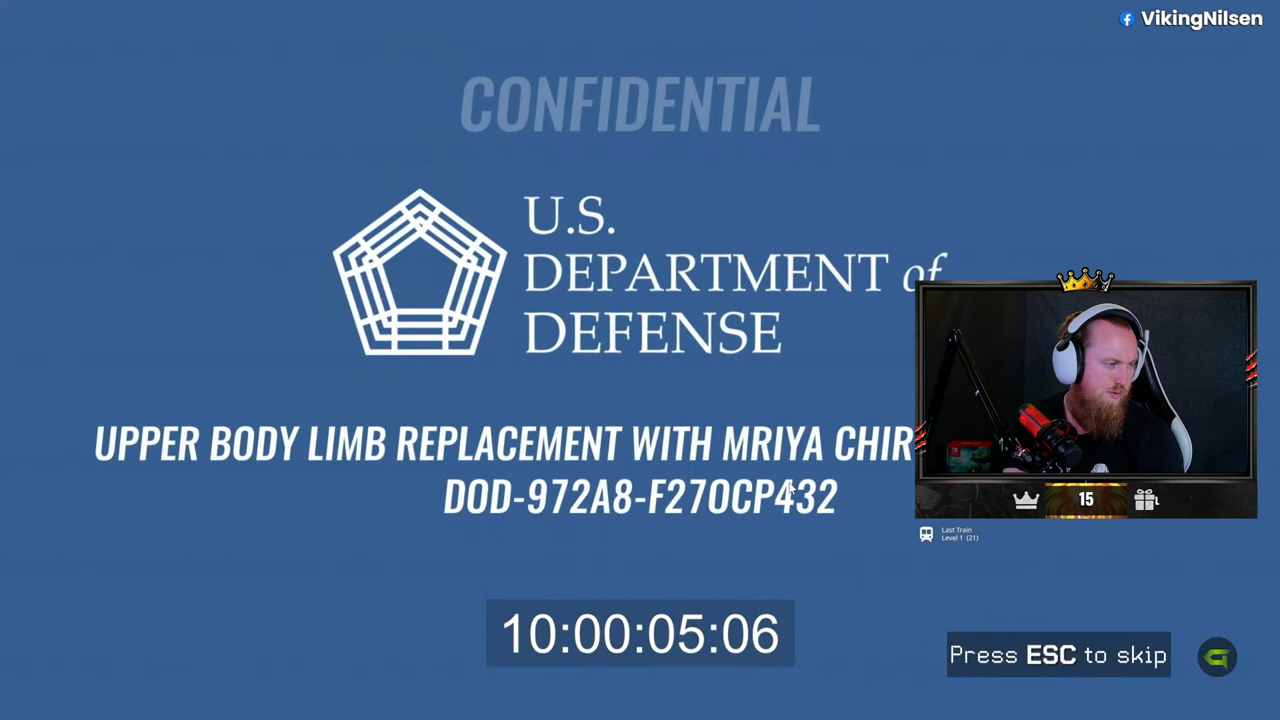 VikingNilsen
CONFIDENTIAL
U.S.
DEPARTMENT of
DEFENSE
UPPER BODY LIMB REPLACEMENT WITH MRIYA CHIR
DOD-972A8-F270CP432
15
Last Train
Level 1 (21)
10:00:05:06
Press ESC to skip